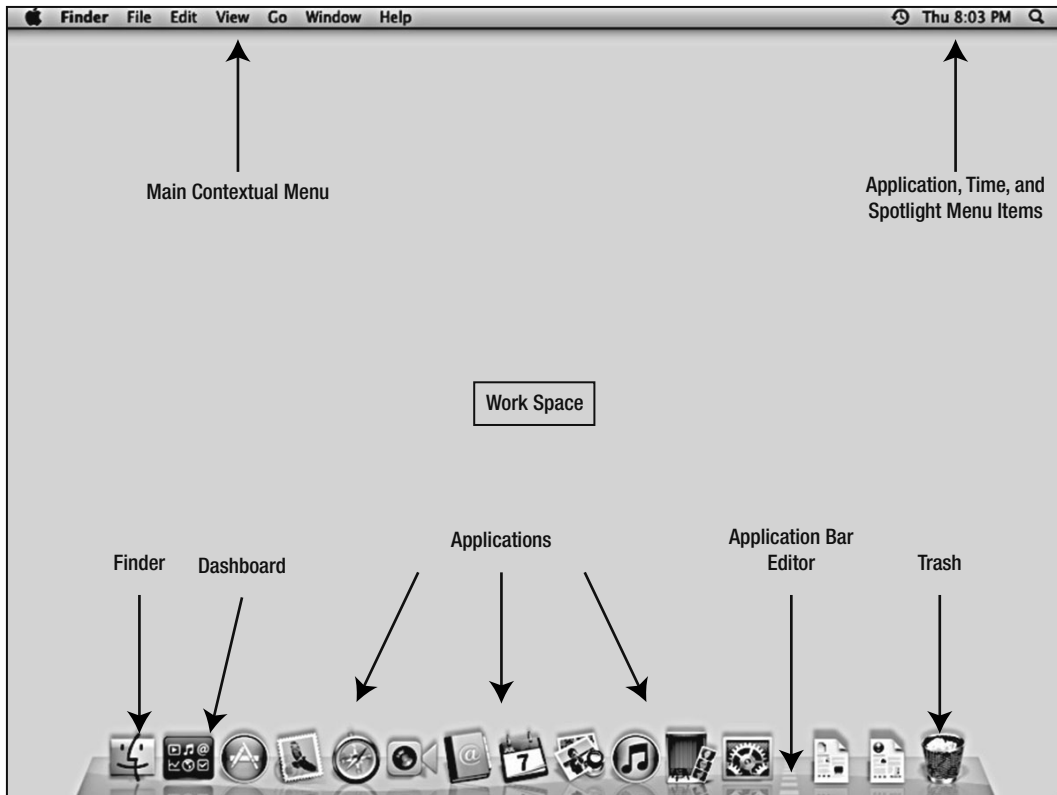 Finder File Edit View Go Window Help Thu 8:03 PM
Main Contextual Menu
Application, Time, and
Spotlight Menu Items
Work Space
Applications
Application Bar
Editor
Finder
Dashboard
Trash
@
@
7